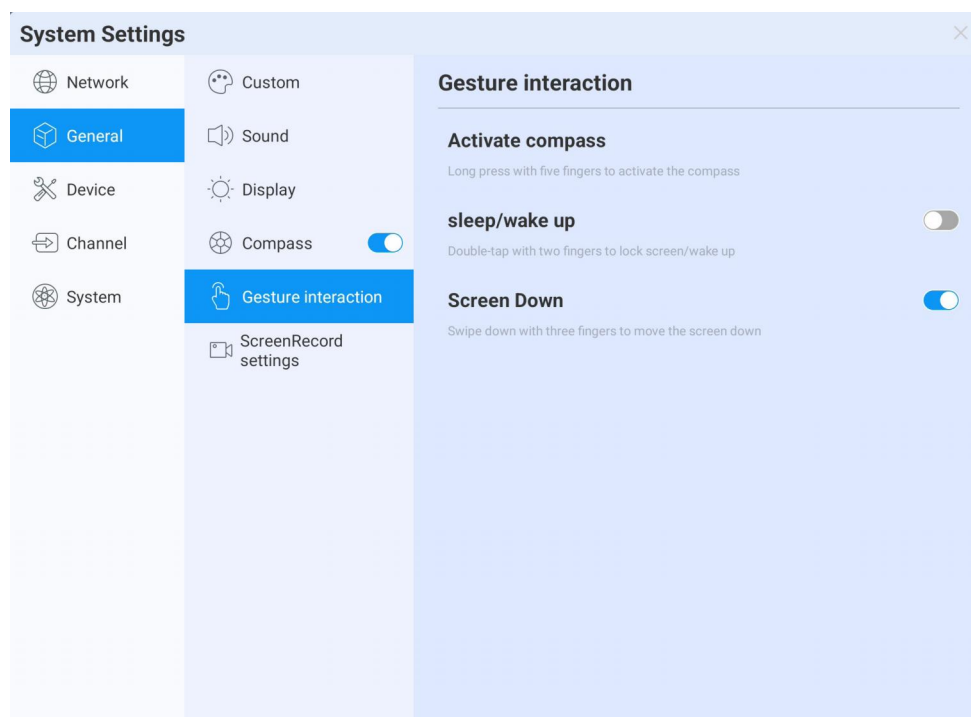 System Settings
Network
General
Device
Channel
System
Custom
Sound
Display
Compass
Gesture interaction
ScreenRecord
settings
Gesture interaction
Activate compass
Long press with five fingers to activate the compass
sleep/wake up
Double-tap with two fingers to lock screen/wake up
Screen Down
Swipe down with three fingers to move the screen down